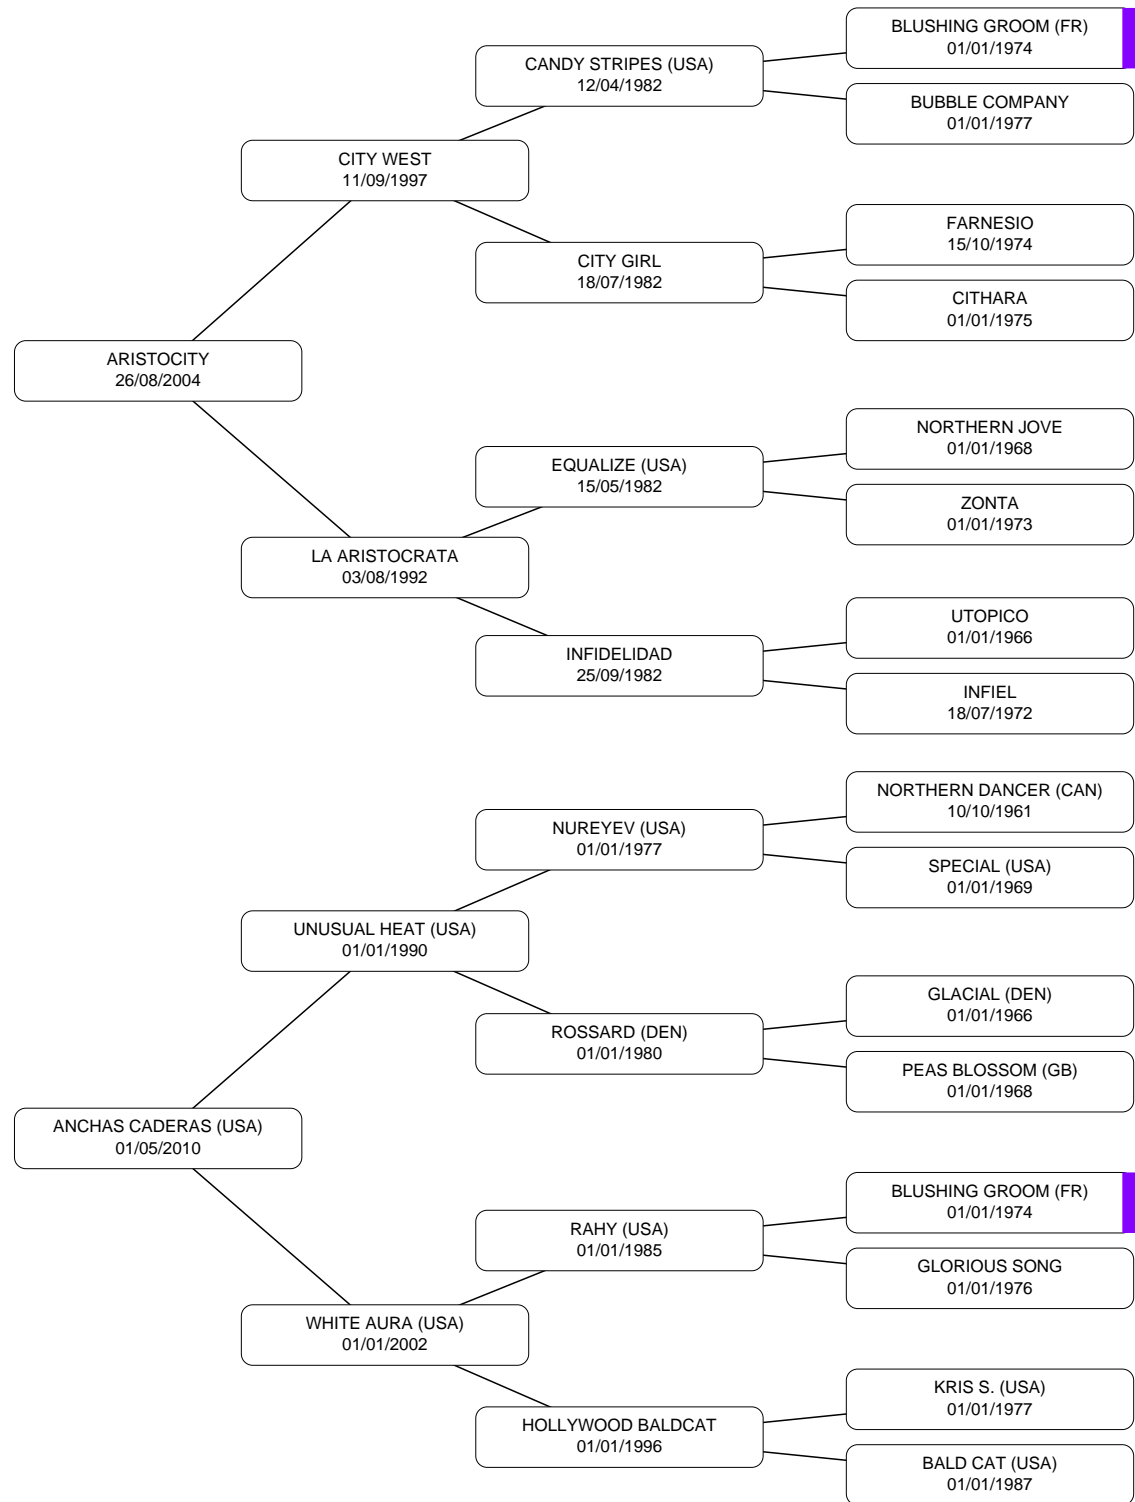 BLUSHING GROOM (FR)
01/01/1974
CANDY STRIPES (USA)
12/04/1982
BUBBLE COMPANY
01/01/1977
CITY WEST
11/09/1997
FARNESIO
15/10/1974
CITY GIRL
18/07/1982
CITHARA
01/01/1975
ARISTOCITY
26/08/2004
NORTHERN JOVE
01/01/1968
EQUALIZE (USA)
15/05/1982
ZONTA
01/01/1973
LA ARISTOCRATA
03/08/1992
UTOPICO
01/01/1966
INFIDELIDAD
25/09/1982
INFIEL
18/07/1972
NORTHERN DANCER (CAN)
10/10/1961
NUREYEV (USA)
01/01/1977
SPECIAL (USA)
01/01/1969
UNUSUAL HEAT (USA)
01/01/1990
GLACIAL (DEN)
01/01/1966
ROSSARD (DEN)
01/01/1980
PEAS BLOSSOM (GB)
01/01/1968
ANCHAS CADERAS (USA)
01/05/2010
BLUSHING GROOM (FR)
01/01/1974
RAHY (USA)
01/01/1985
GLORIOUS SONG
01/01/1976
WHITE AURA (USA)
01/01/2002
KRIS S. (USA)
01/01/1977
HOLLYWOOD BALDCAT
01/01/1996
BALD CAT (USA)
01/01/1987